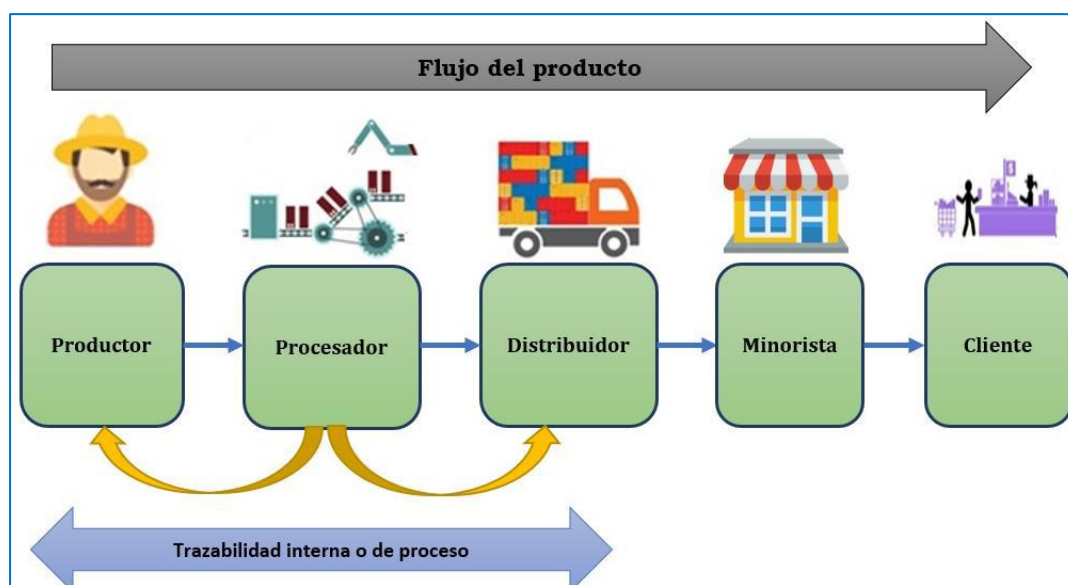 Flujo del producto
Productor
Procesador
Distribuidor
Minorista
Cliente
Trazabilidad interna o de proceso